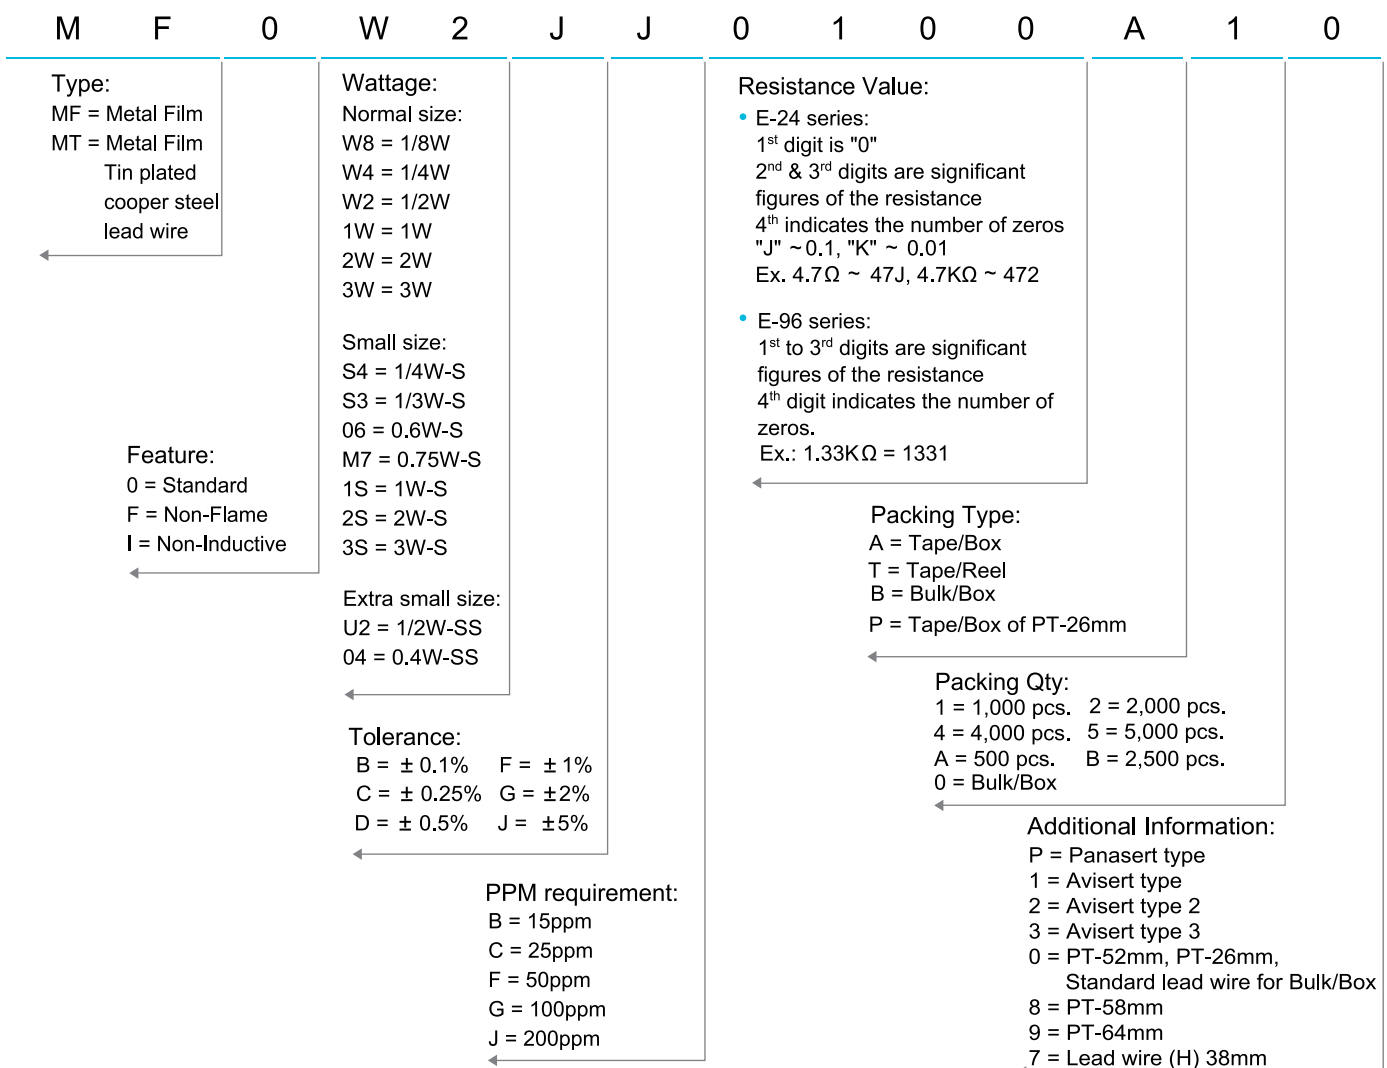 M F 0 W 2 J J 0 1 0 0 A 1 0
Type:
MF = Metal Film
MT = Metal Film
Tin plated
cooper steel
lead wire
Feature:
0 = Standard
F = Non-Flame
I = Non-Inductive
Wattage:
Normal size:
W8 = 1/8W
W4 = 1/4W
W2 = 1/2W
1W = 1W
2W = 2W
3W = 3W
Small size:
S4 = 1/4W-S
S3 = 1/3W-S
06 = 0.6W-S
M7 = 0.75W-S
1S = 1W-S
2S = 2W-S
3S = 3W-S
Extra small size:
U2 = 1/2W-SS
04 = 0.4W-SS
Tolerance:
B = ± 0.1% F = ± 1%
C = ± 0.25% G = ±2%
D = ± 0.5% J = ±5%
PPM requirement:
B = 15ppm
C = 25ppm
F = 50ppm
G = 100ppm
J = 200ppm
Resistance Value:
• E-24 series:
1st digit is "0"
2nd & 3rd digits are significant
figures of the resistance
4th indicates the number of zeros
"J" ~0.1, "K" ~ 0.01
Ex. 4.7Ω ~ 47J, 4.7KΩ ~ 472
• E-96 series:
1st to 3rd digits are significant
figures of the resistance
4th digit indicates the number of
zeros.
Ex.: 1.33KΩ = 1331
Packing Type:
A = Tape/Box
T = Tape/Reel
B = Bulk/Box
P = Tape/Box of PT-26mm
Packing Qty:
1 = 1,000 pcs. 2 = 2,000 pcs.
4 = 4,000 pcs. 5 = 5,000 pcs.
A = 500 pcs. B = 2,500 pcs.
0 = Bulk/Box
Additional Information:
P = Panasert type
1 = Avisert type
2 = Avisert type 2
3 = Avisert type 3
0 = PT-52mm, PT-26mm,
Standard lead wire for Bulk/Box
8 = PT-58mm
9 = PT-64mm
7 = Lead wire (H) 38mm